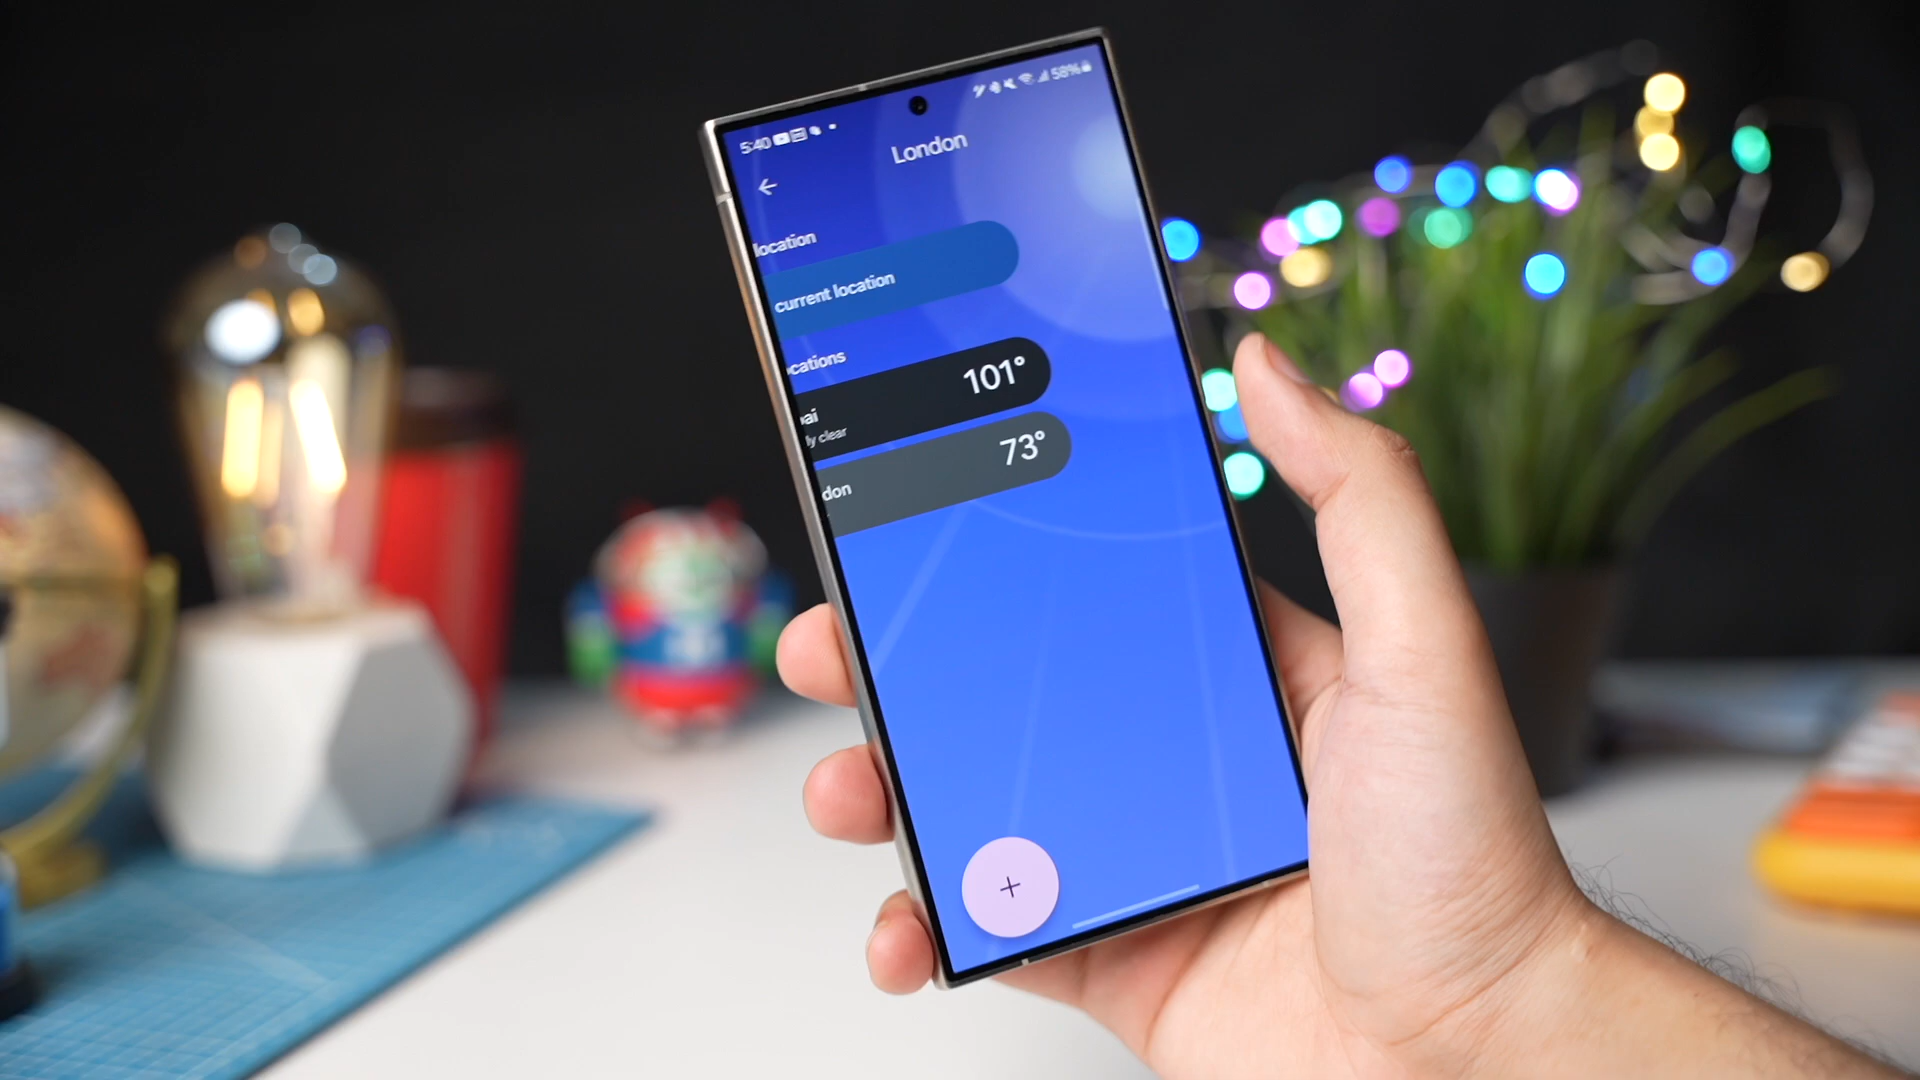 5:40
58%
London
location
current location
cations
101°
ai
ly clear
73°
don